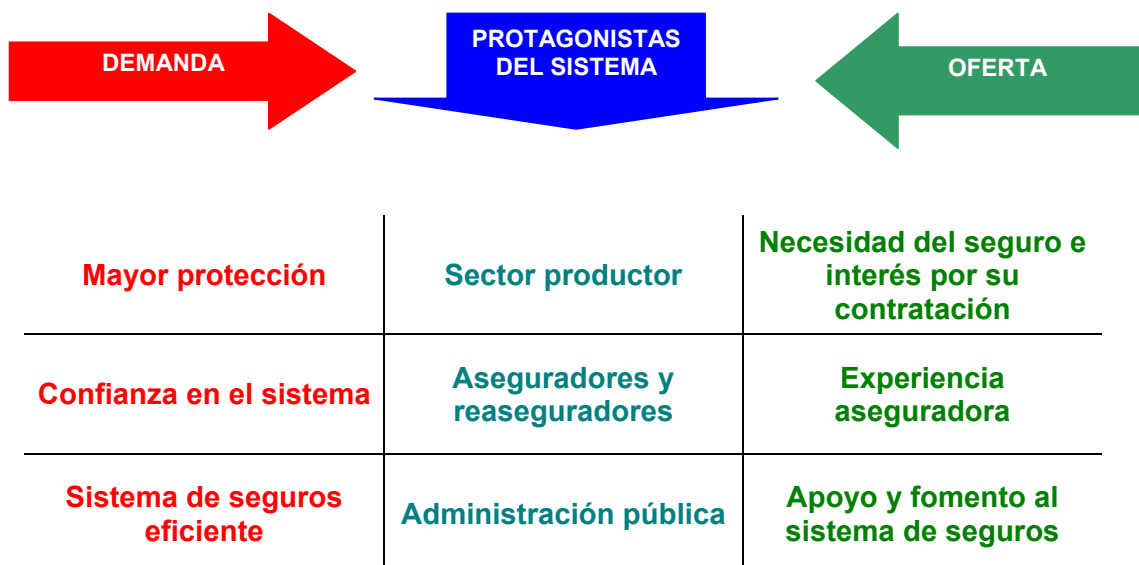 DEMANDA
PROTAGONISTAS
DEL SISTEMA
OFERTA
Mayor protección
Sector productor
Necesidad del seguro e
interés por su
contratación
Confianza en el sistema
Aseguradores y
reaseguradores
Experiencia
aseguradora
Sistema de seguros
eficiente
Administración pública
Apoyo y fomento al
sistema de seguros